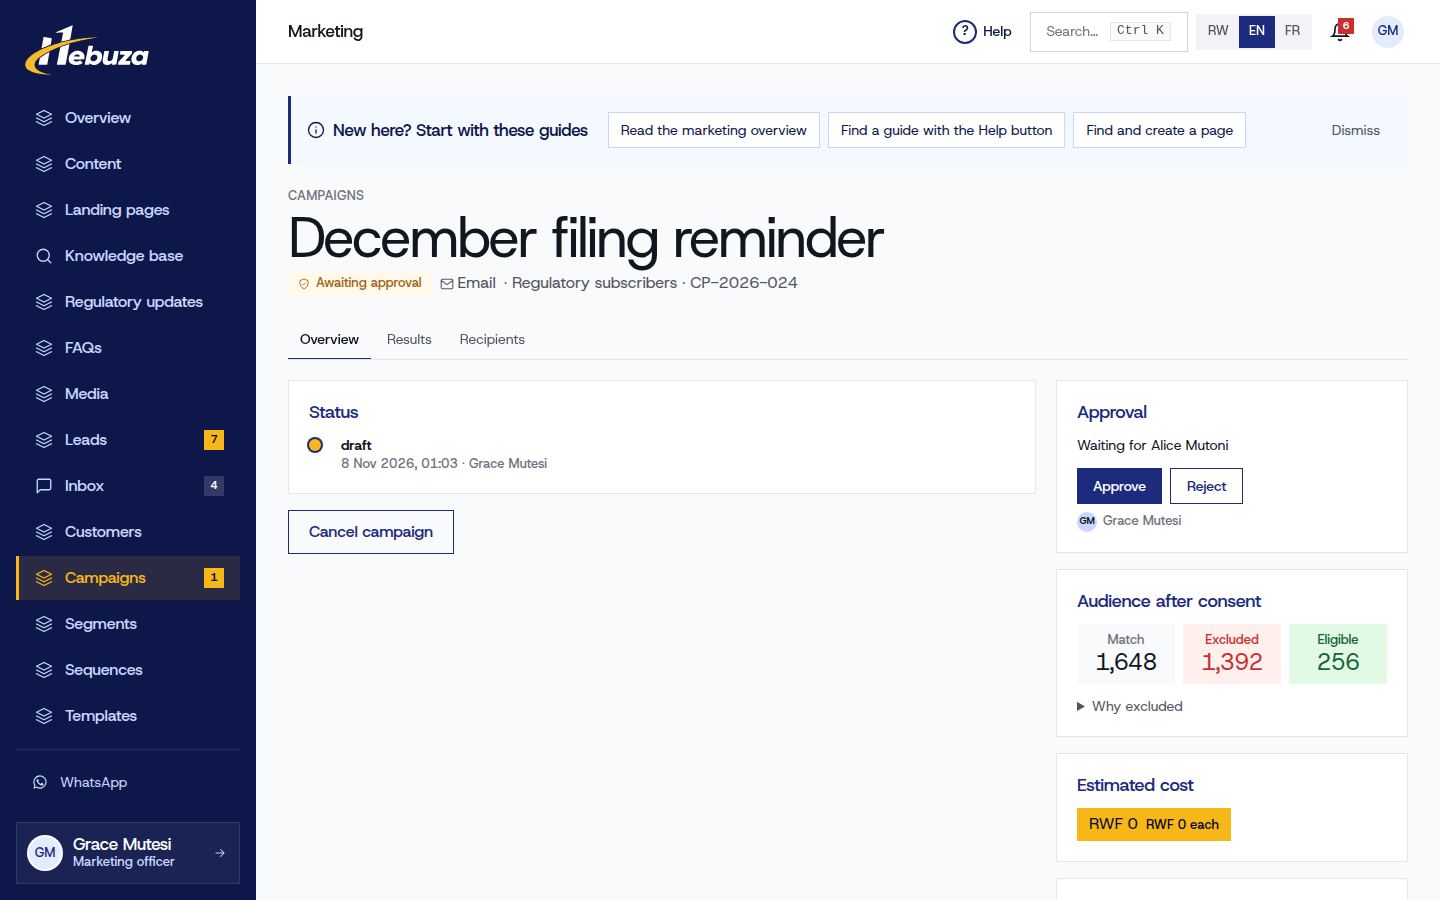 Hebuza
Overview
Content
Landing pages
Knowledge base
Regulatory updates
FAQs
Media
Leads 7
Inbox 4
Customers
Campaigns 1
Segments
Sequences
Templates
WhatsApp
GM Grace Mutesi
Marketing officer
Marketing
? Help
Search... Ctrl K
RW EN FR
6
GM
New here? Start with these guides
Read the marketing overview
Find a guide with the Help button
Find and create a page
Dismiss
CAMPAIGNS
December filing reminder
Awaiting approval Email · Regulatory subscribers · CP-2026-024
Overview Results Recipients
Status
draft
8 Nov 2026, 01:03 · Grace Mutesi
Cancel campaign
Approval
Waiting for Alice Mutoni
Approve Reject
GM Grace Mutesi
Audience after consent
Match Excluded Eligible
1,648 1,392 256
Why excluded
Estimated cost
RWF 0 RWF 0 each